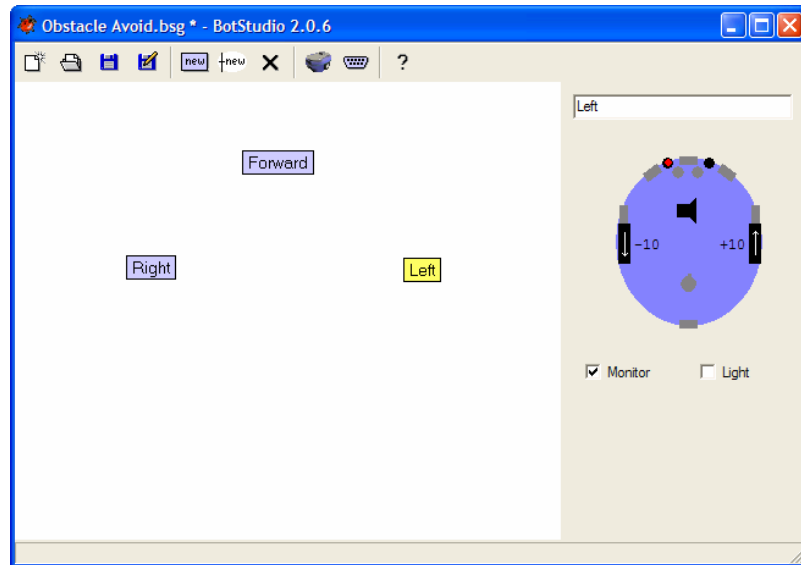 Obstacle Avoid.bsg * - BotStudio 2.0.6
new new ?
Left
Forward
-10 +10
Right
Left
Monitor Light